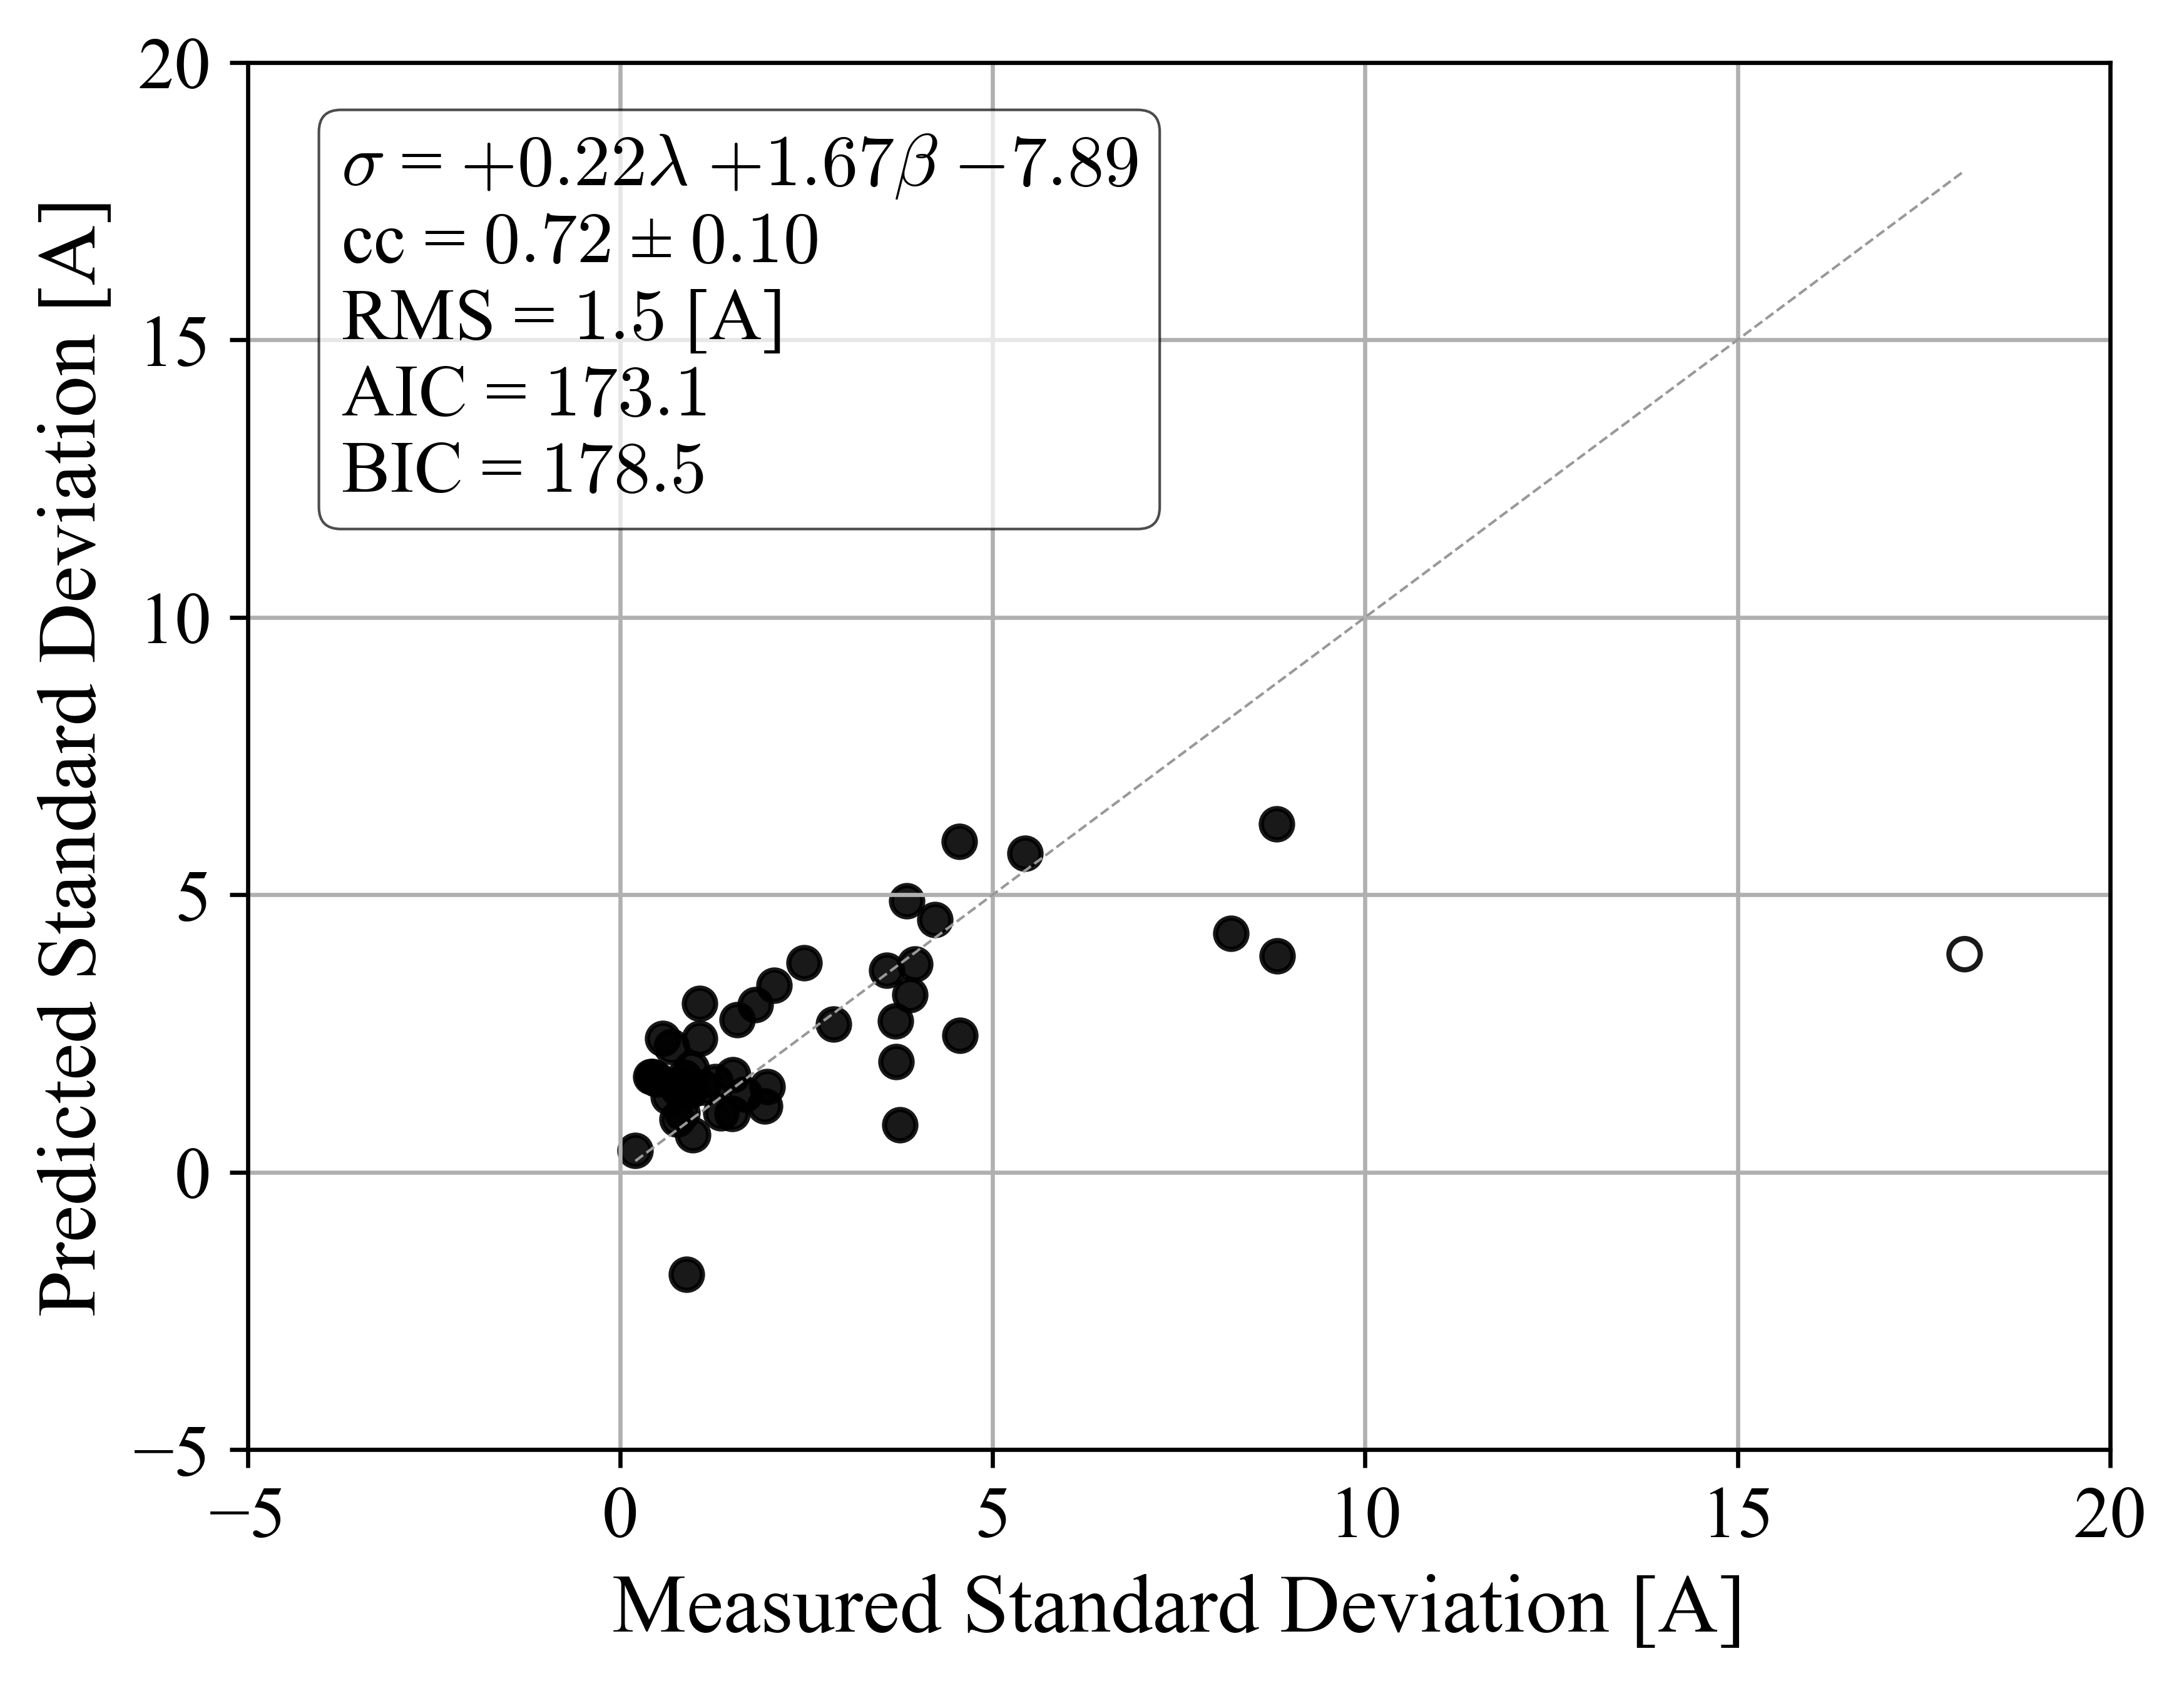 σ = +0.22λ +1.67β −7.89
cc = 0.72 ± 0.10
RMS = 1.5 [A]
AIC = 173.1
BIC = 178.5
Predicted Standard Deviation [A]
20
15
10
5
0
−5
−5 0 5 10 15 20
Measured Standard Deviation [A]